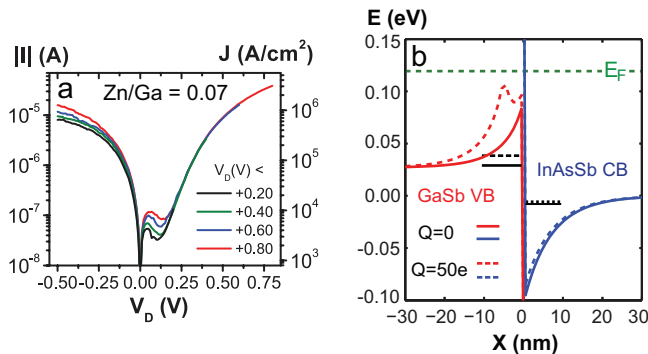 |I| (A)
J (A/cm²)
a
Zn/Ga = 0.07
10⁻⁵
10⁻⁶
10⁻⁷
10⁻⁸
10⁶
10⁵
10⁴
10³
V_D(V) <
+0.20
+0.40
+0.60
+0.80
-0.50 -0.25 0.00 0.25 0.50 0.75
V_D (V)
E (eV)
b
0.15
0.10
0.05
0.00
-0.05
-0.10
E_F
InAsSb CB
GaSb VB
Q=0
Q=50e
-30 -20 -10 0 10 20 30
X (nm)